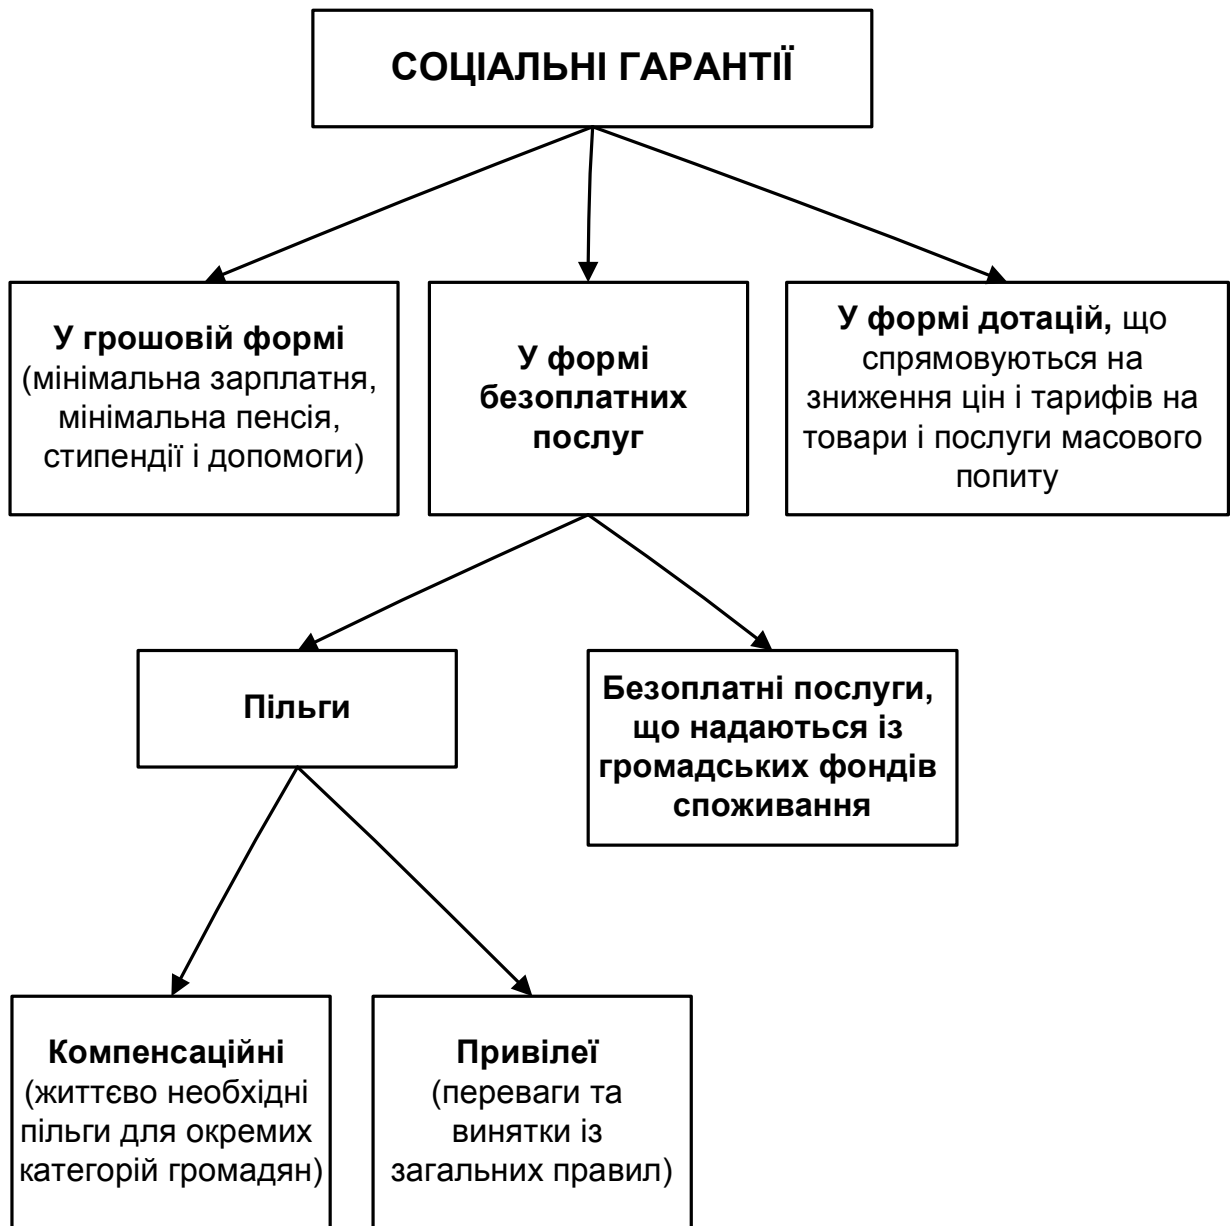 СОЦІАЛЬНІ ГАРАНТІЇ
У грошовій формі
(мінімальна зарплатня,
мінімальна пенсія,
стипендії і допомоги)
У формі
безоплатних
послуг
У формі дотацій, що
спрямовуються на
зниження цін і тарифів на
товари і послуги масового
попиту
Пільги
Безоплатні послуги,
що надаються із
громадських фондів
споживання
Компенсаційні
(життєво необхідні
пільги для окремих
категорій громадян)
Привілеї
(переваги та
винятки із
загальних правил)